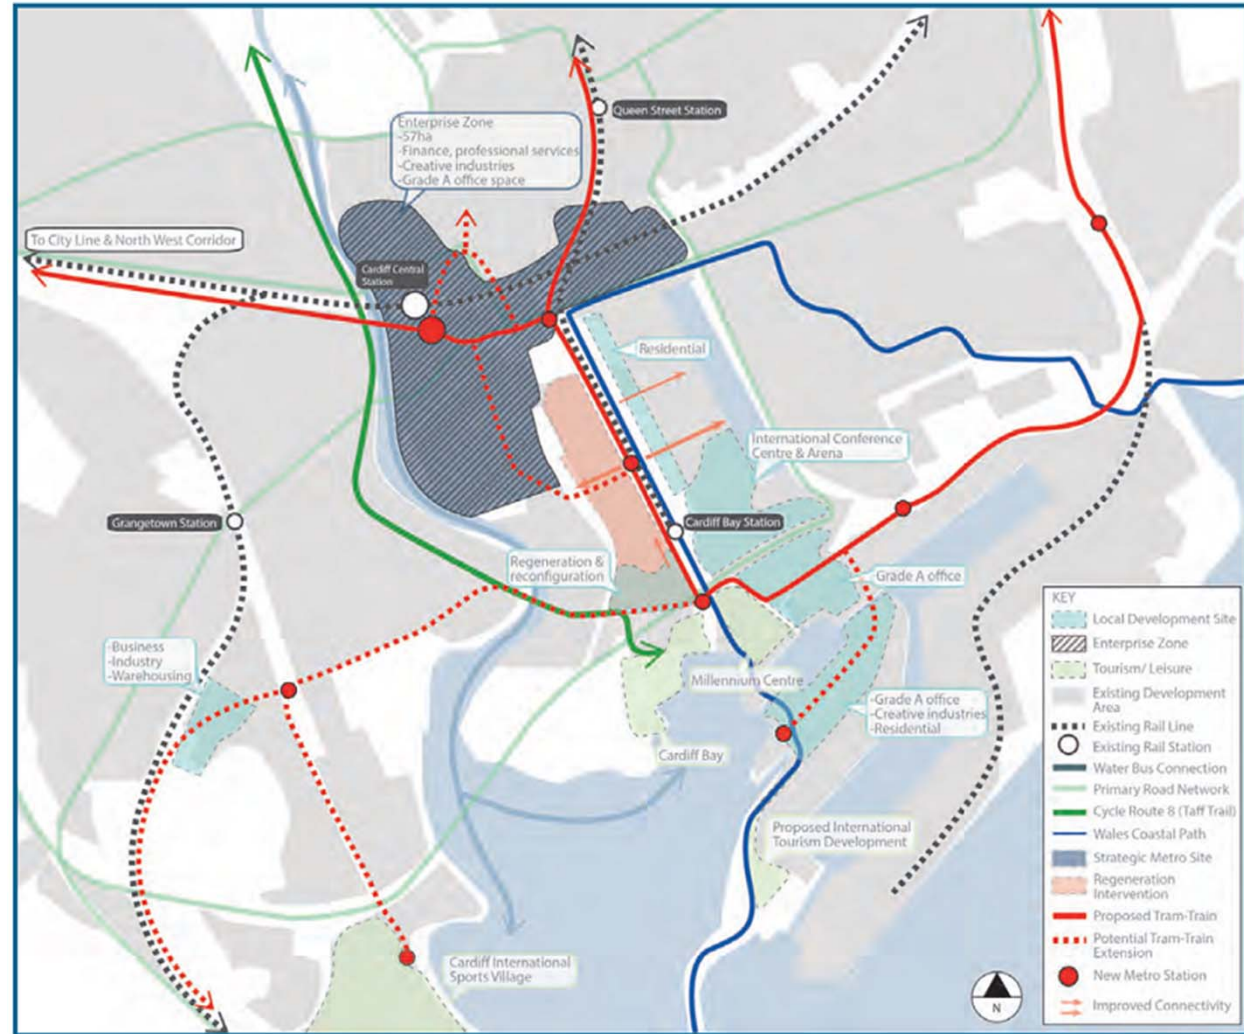 Queen Street Station
Enterprise Zone
-57ha
-Finance, professional services
-Creative industries
-Grade A office space
To City Line & North West Corridor
Cardiff Central
Station
Residential
International Conference
Centre & Arena
Grangetown Station
Cardiff Bay Station
Regeneration &
reconfiguration
Grade A office
-Business
-Industry
-Warehousing
Millennium Centre
-Grade A office
-Creative industries
-Residential
Cardiff Bay
Proposed International
Tourism Development
Cardiff International
Sports Village
KEY
Local Development Site
Enterprise Zone
Tourism/ Leisure
Existing Development
Area
Existing Rail Line
Existing Rail Station
Water Bus Connection
Primary Road Network
Cycle Route 8 (Taff Trail)
Wales Coastal Path
Strategic Metro Site
Regeneration
Intervention
Proposed Tram-Train
Potential Tram-Train
Extension
New Metro Station
Improved Connectivity
N